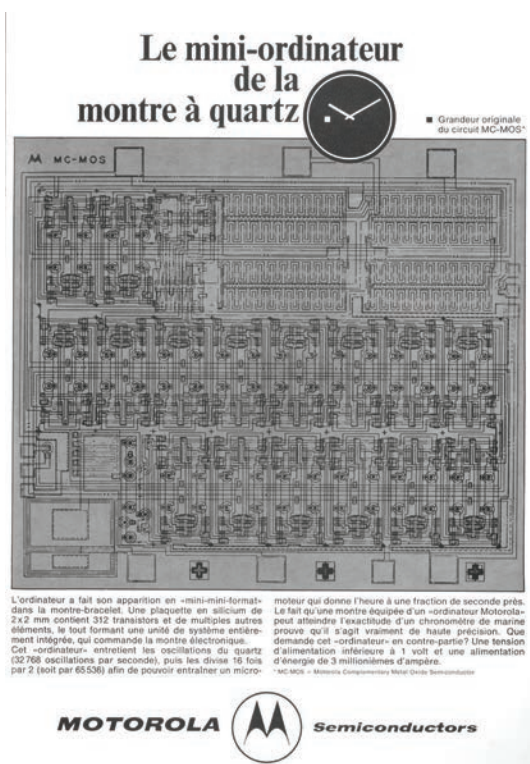 Le mini-ordinateur
de la
montre à quartz
■ Grandeur originale
du circuit MC-MOS*
MC-MOS
L'ordinateur a fait son apparition en «mini-mini-format»
dans la montre-bracelet. Une plaquette en silicium de
2x2 mm contient 312 transistors et de multiples autres
éléments, le tout formant une unité de système entière-
ment intégrée, qui commande la montre électronique.
Cet «ordinateur» entretient les oscillations du quartz
(32 768 oscillations par seconde), puis les divise 16 fois
par 2 (soit par 65 536) afin de pouvoir entraîner un micro-
moteur qui donne l'heure à une fraction de seconde près.
Le fait qu'une montre équipée d'un «ordinateur Motorola»
peut atteindre l'exactitude d'un chronomètre de marine
prouve qu'il s'agit vraiment de haute précision. Que
demande cet «ordinateur» en contre-partie? Une tension
d'alimentation inférieure à 1 volt et une alimentation
d'énergie de 3 millionièmes d'ampère.
*MC-MOS = Motorola Complementary Metal Oxide Semiconductor
MOTOROLA Semiconductors